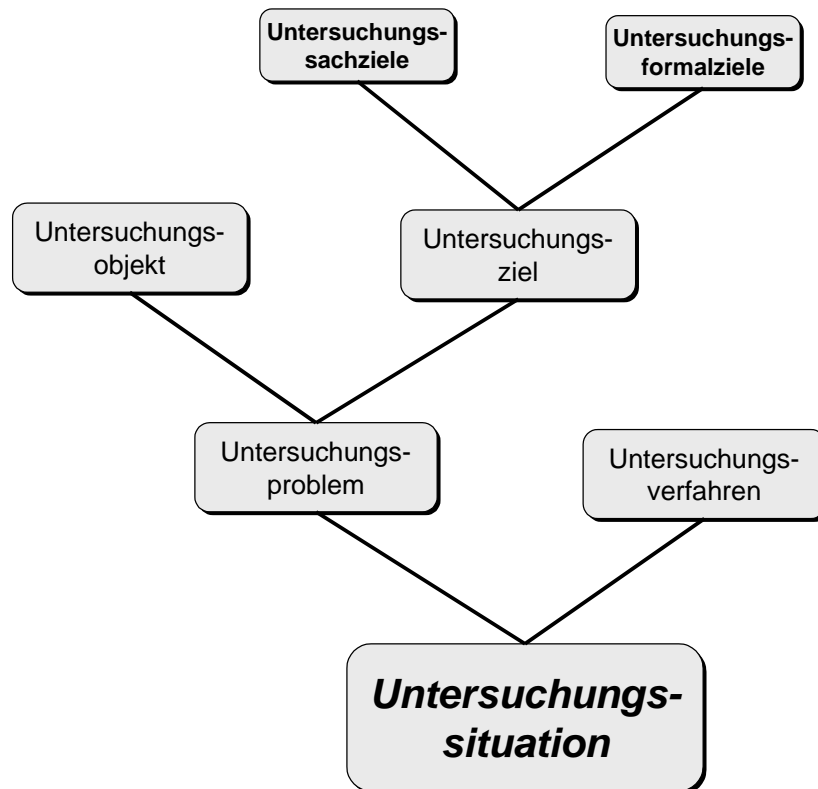 Untersuchungs-
sachziele
Untersuchungs-
formalziele
Untersuchungs-
objekt
Untersuchungs-
ziel
Untersuchungs-
problem
Untersuchungs-
verfahren
Untersuchungs-
situation